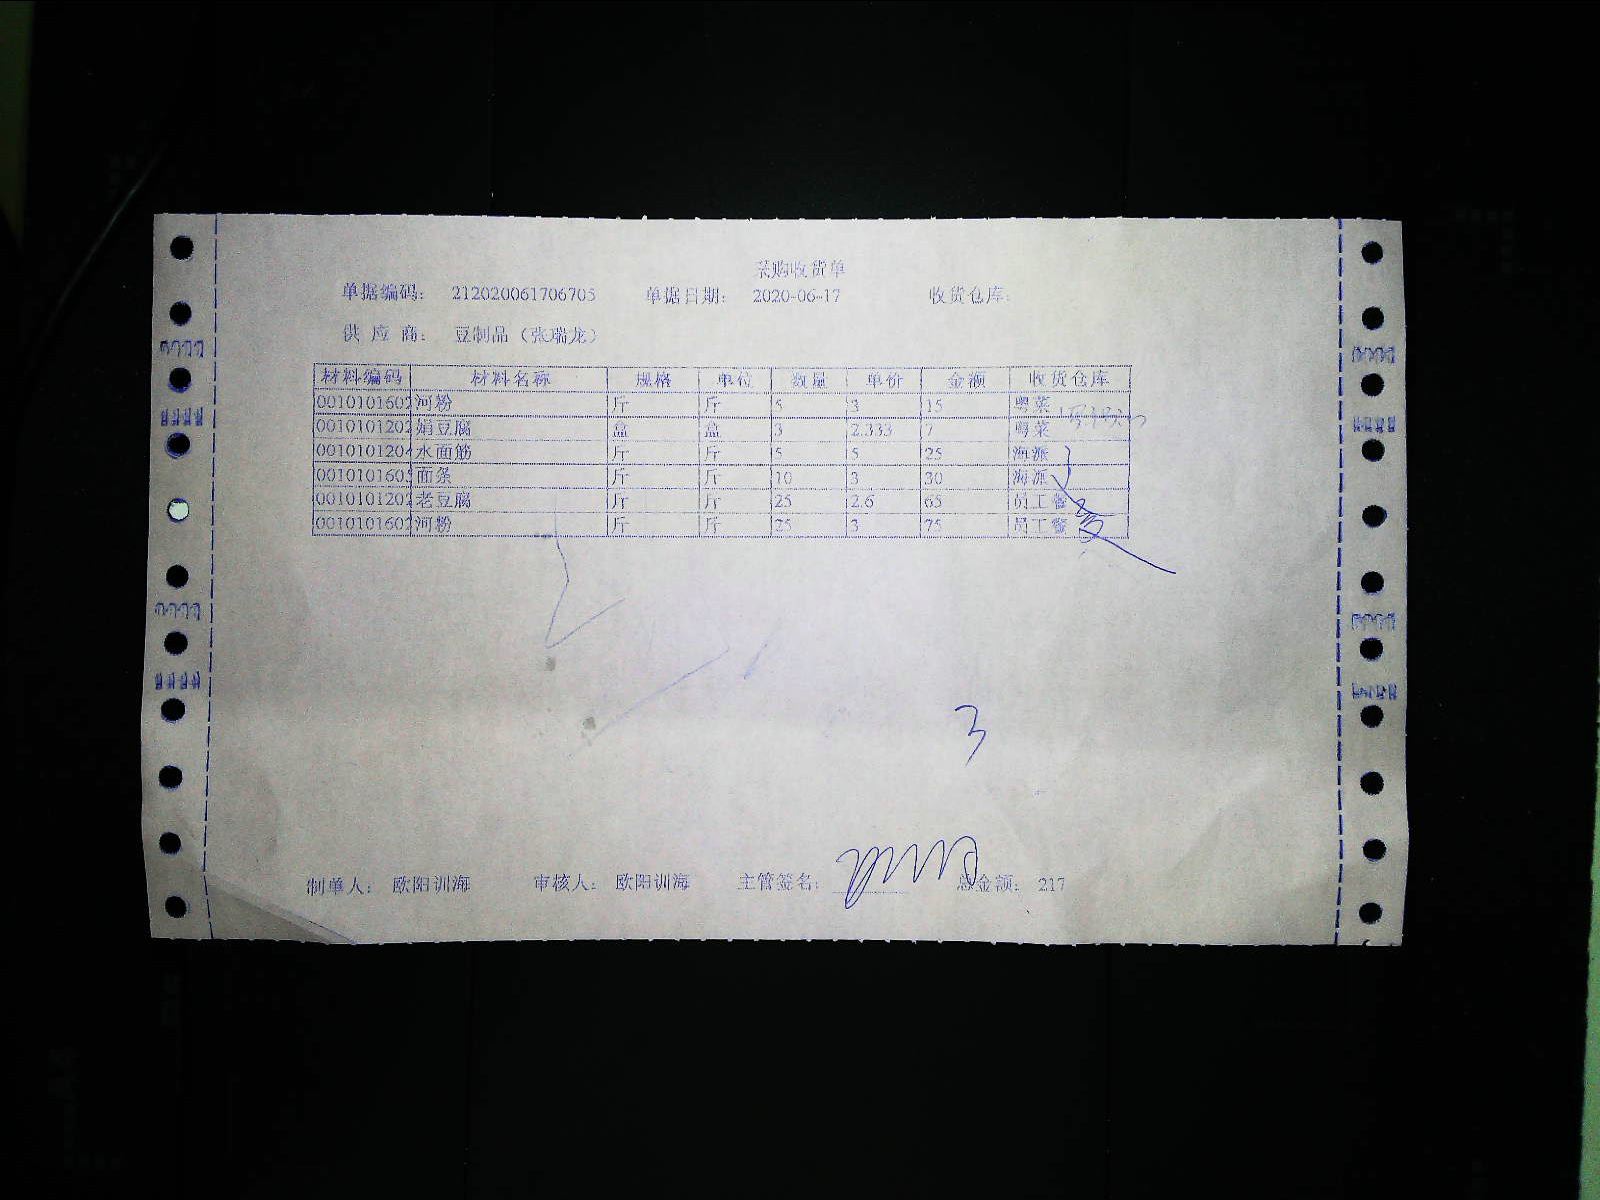 采购收货单
单据编码： 212020061706705 单据日期： 2020-06-17 收货仓库：
供 应 商： 豆制品（张瑞龙）
材料编码 材料名称 规格 单位 数量 单价 金额 收货仓库
0010101602 河粉 斤 斤 5 3 15 粤菜
0010101202 娟豆腐 盒 盒 3 2.333 7 粤菜
0010101204 水面筋 斤 斤 5 5 25 海派
0010101605 面条 斤 斤 10 3 30 海派
0010101202 老豆腐 斤 斤 25 2.6 65 员工餐
0010101602 河粉 斤 斤 25 3 75 员工餐
3
制单人： 欧阳训海 审核人： 欧阳训海 主管签名： 总金额： 217